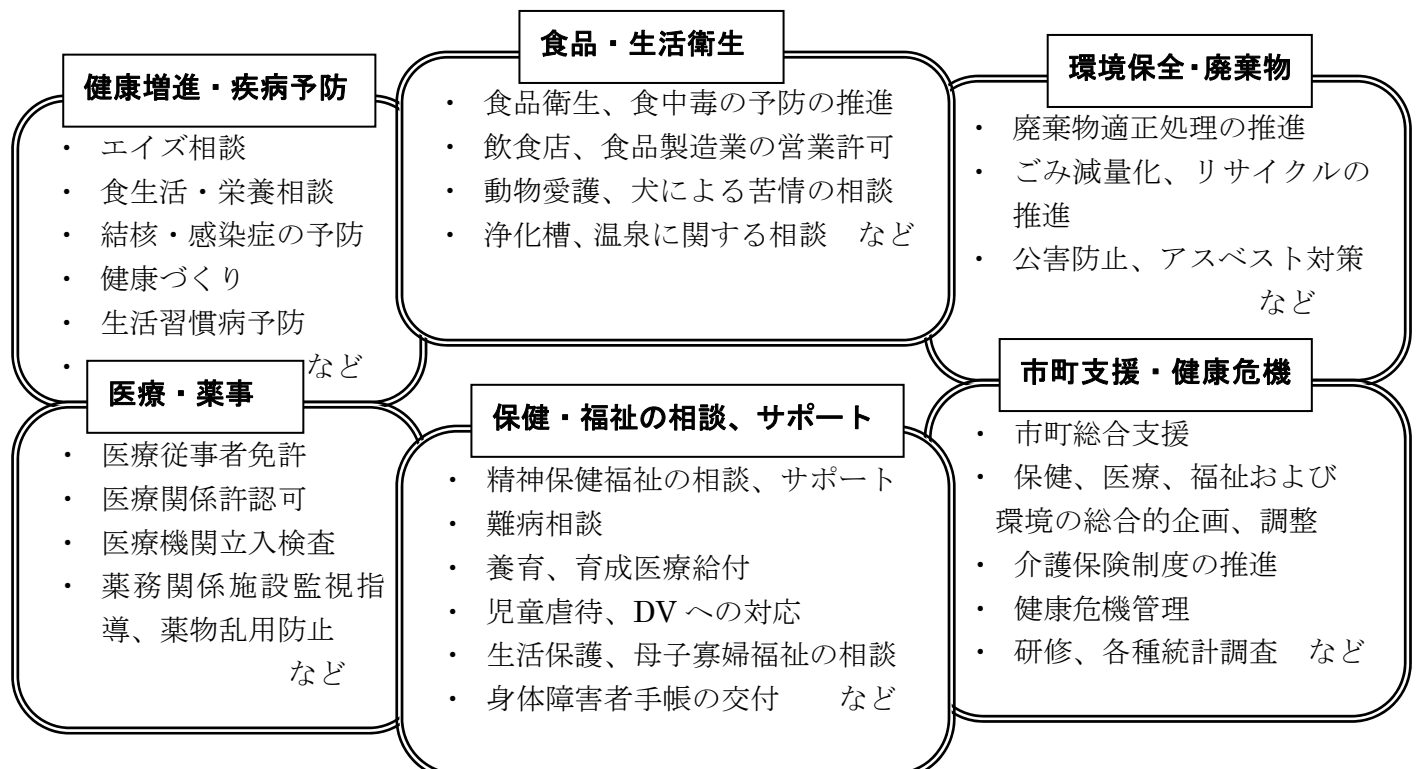 健康増進・疾病予防
・ エイズ相談
・ 食生活・栄養相談
・ 結核・感染症の予防
・ 健康づくり
・ 生活習慣病予防
・ など
食品・生活衛生
・ 食品衛生、食中毒の予防の推進
・ 飲食店、食品製造業の営業許可
・ 動物愛護、犬による苦情の相談
・ 浄化槽、温泉に関する相談 など
環境保全・廃棄物
・ 廃棄物適正処理の推進
・ ごみ減量化、リサイクルの
推進
・ 公害防止、アスベスト対策
など
医療・薬事
・ 医療従事者免許
・ 医療関係許認可
・ 医療機関立入検査
・ 薬務関係施設監視指
導、薬物乱用防止
など
保健・福祉の相談、サポート
・ 精神保健福祉の相談、サポート
・ 難病相談
・ 養育、育成医療給付
・ 児童虐待、DV への対応
・ 生活保護、母子寡婦福祉の相談
・ 身体障害者手帳の交付 など
市町支援・健康危機
・ 市町総合支援
・ 保健、医療、福祉および
環境の総合的企画、調整
・ 介護保険制度の推進
・ 健康危機管理
・ 研修、各種統計調査 など